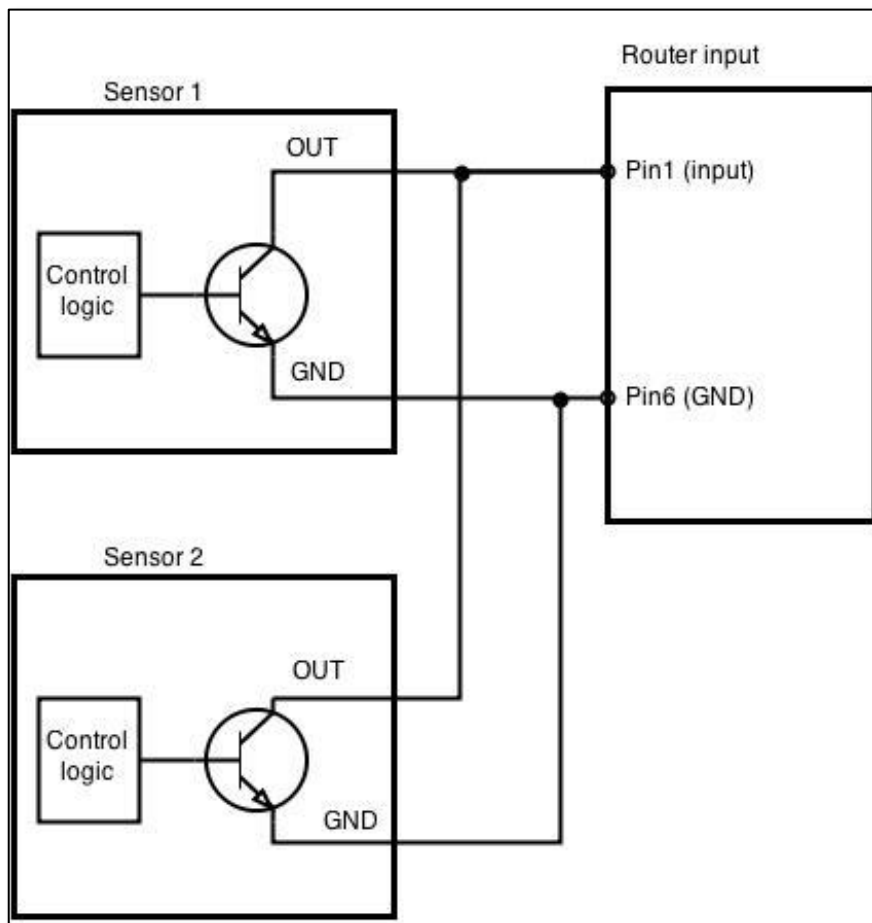 Router input
Sensor 1
OUT
Pin1 (input)
Control
logic
GND
Pin6 (GND)
Sensor 2
OUT
Control
logic
GND